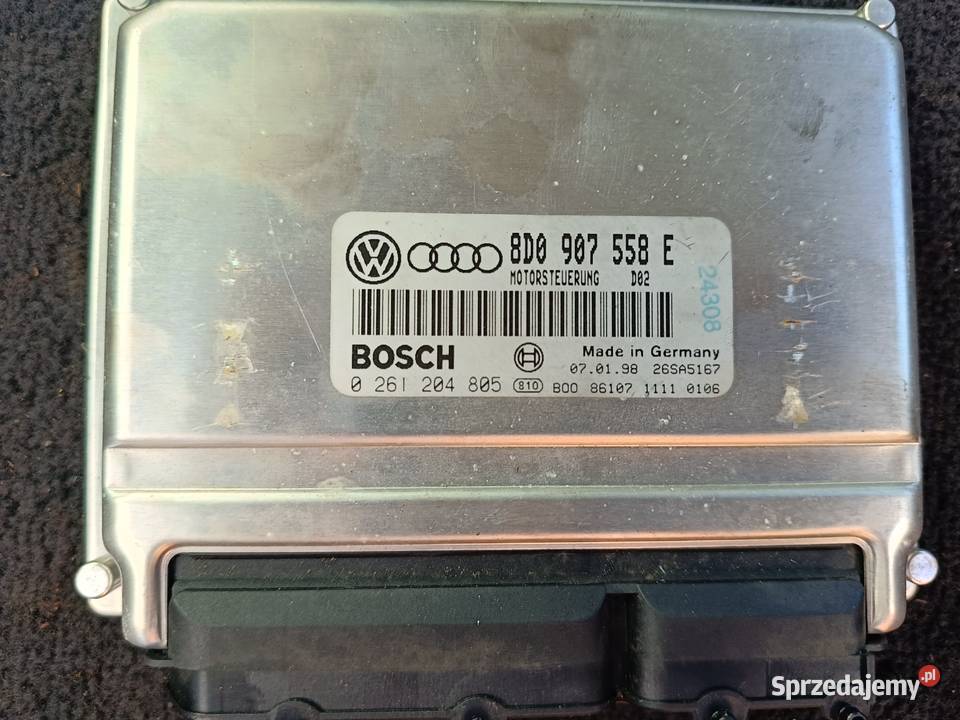 8D0 907 558 E
MOTORSTEUERUNG D02
24308
BOSCH
Made in Germany
07.01.98 26SA5167
0 261 204 805 810 B00 86107 1111 0106
Sprzedajemy.pl